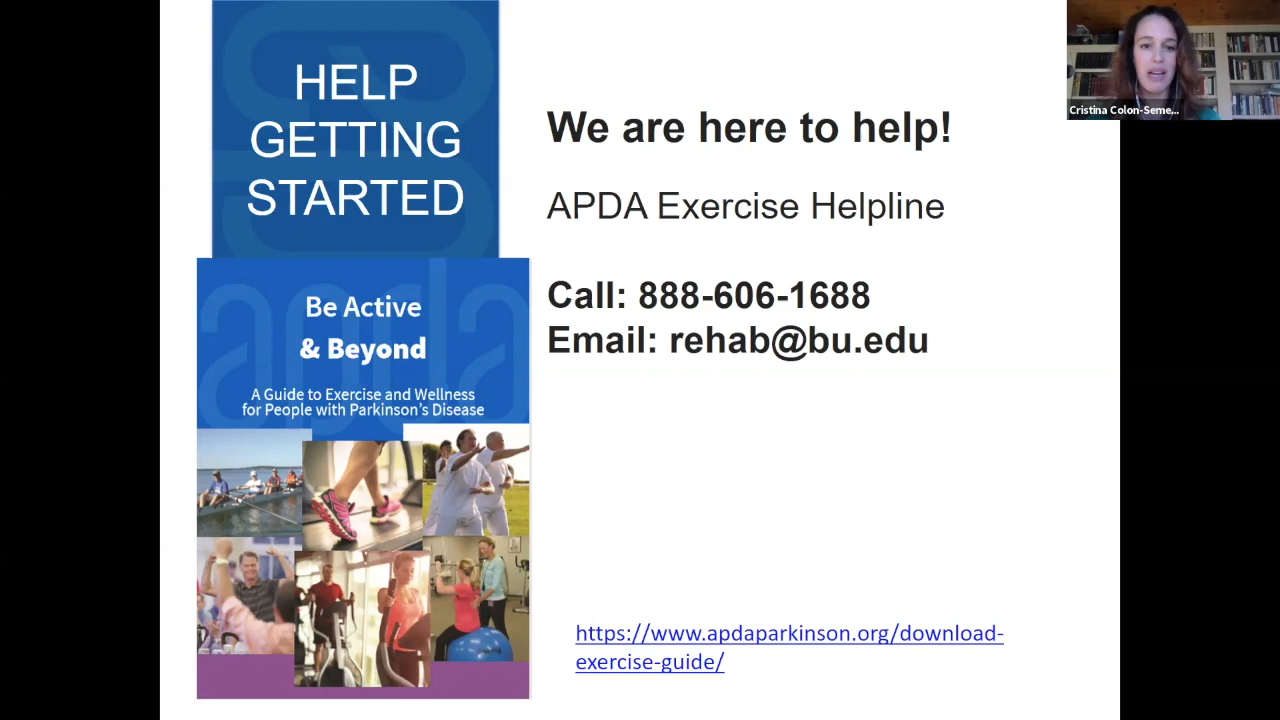 HELP
GETTING
STARTED
We are here to help!
APDA Exercise Helpline
Call: 888-606-1688
Email: rehab@bu.edu
Be Active
& Beyond
A Guide to Exercise and Wellness
for People with Parkinson's Disease
https://www.apdaparkinson.org/download-
exercise-guide/
Cristina Colon-Seme...